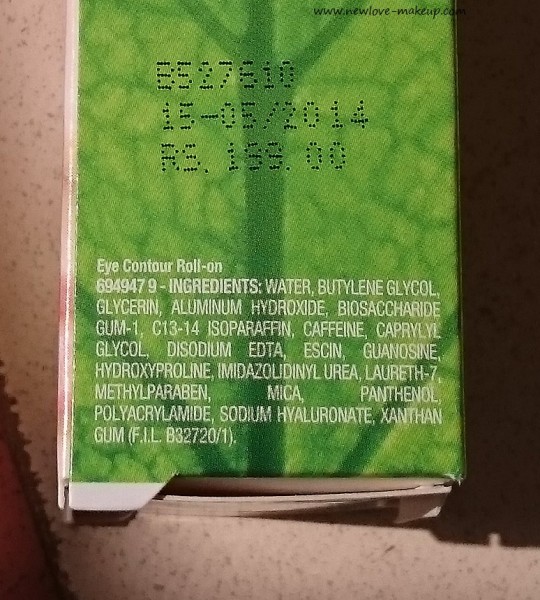 www.newlove-makeup.com
B527610
15-05/2014
RS. 199.00
Eye Contour Roll-on
694947 9 - INGREDIENTS: WATER, BUTYLENE GLYCOL,
GLYCERIN, ALUMINUM HYDROXIDE, BIOSACCHARIDE
GUM-1, C13-14 ISOPARAFFIN, CAFFEINE, CAPRYLYL
GLYCOL, DISODIUM EDTA, ESCIN, GUANOSINE,
HYDROXYPROLINE, IMIDAZOLIDINYL UREA, LAURETH-7,
METHYLPARABEN, MICA, PANTHENOL,
POLYACRYLAMIDE, SODIUM HYALURONATE, XANTHAN
GUM (F.I.L. B32720/1).